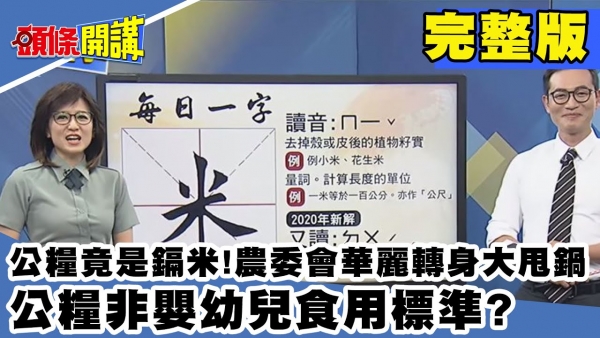 頭條開講
完整版
每日一字
米
讀音:ㄇㄧˇ
去掉殼或皮後的植物籽實
例 例小米、花生米
量詞。計算長度的單位
例 一米等於一百公分。亦作「公尺」
2020年新解
又讀:ㄉㄨˊ
公糧竟是鎘米!農委會華麗轉身大甩鍋
公糧非嬰幼兒食用標準?